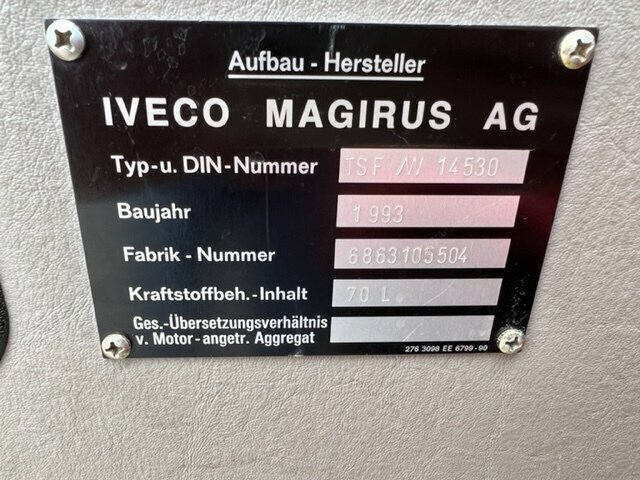 Aufbau - Hersteller
IVECO MAGIRUS AG
Typ-u. DIN-Nummer TSF /W 14530
Baujahr 1993
Fabrik - Nummer 6863105504
Kraftstoffbeh.-Inhalt 70 L
Ges.-Übersetzungsverhältnis
v. Motor-angetr. Aggregat
276 3098 EE 6799-90